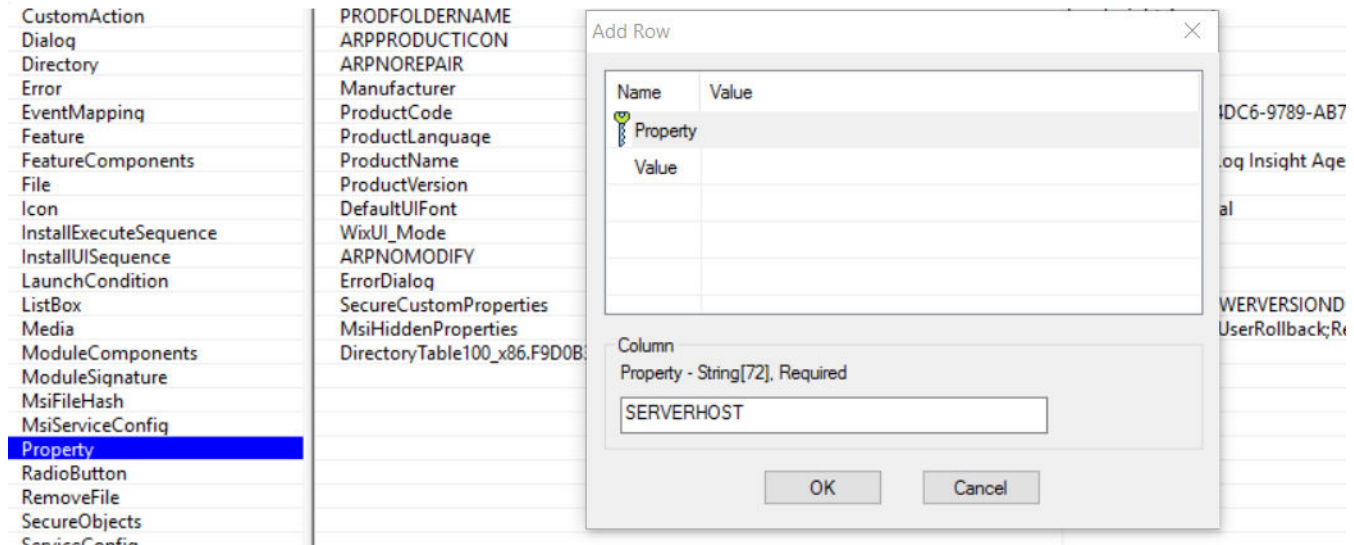 CustomAction
Dialog
Directory
Error
EventMapping
Feature
FeatureComponents
File
Icon
InstallExecuteSequence
InstallUISequence
LaunchCondition
ListBox
Media
ModuleComponents
ModuleSignature
MsiFileHash
MsiServiceConfig
Property
RadioButton
RemoveFile
SecureObjects
PRODFOLDERNAME
ARPPRODUCTICON
ARPNOREPAIR
Manufacturer
ProductCode
ProductLanguage
ProductName
ProductVersion
DefaultUIFont
WixUI_Mode
ARPNOMODIFY
ErrorDialog
SecureCustomProperties
MsiHiddenProperties
DirectoryTable100_x86.F9D0B
Add Row
Name Value
Property
Value
Column
Property - String[72], Required
SERVERHOST
OK Cancel
DC6-9789-AB7
og Insight Age
al
WERVERSIOND
UserRollback;Re